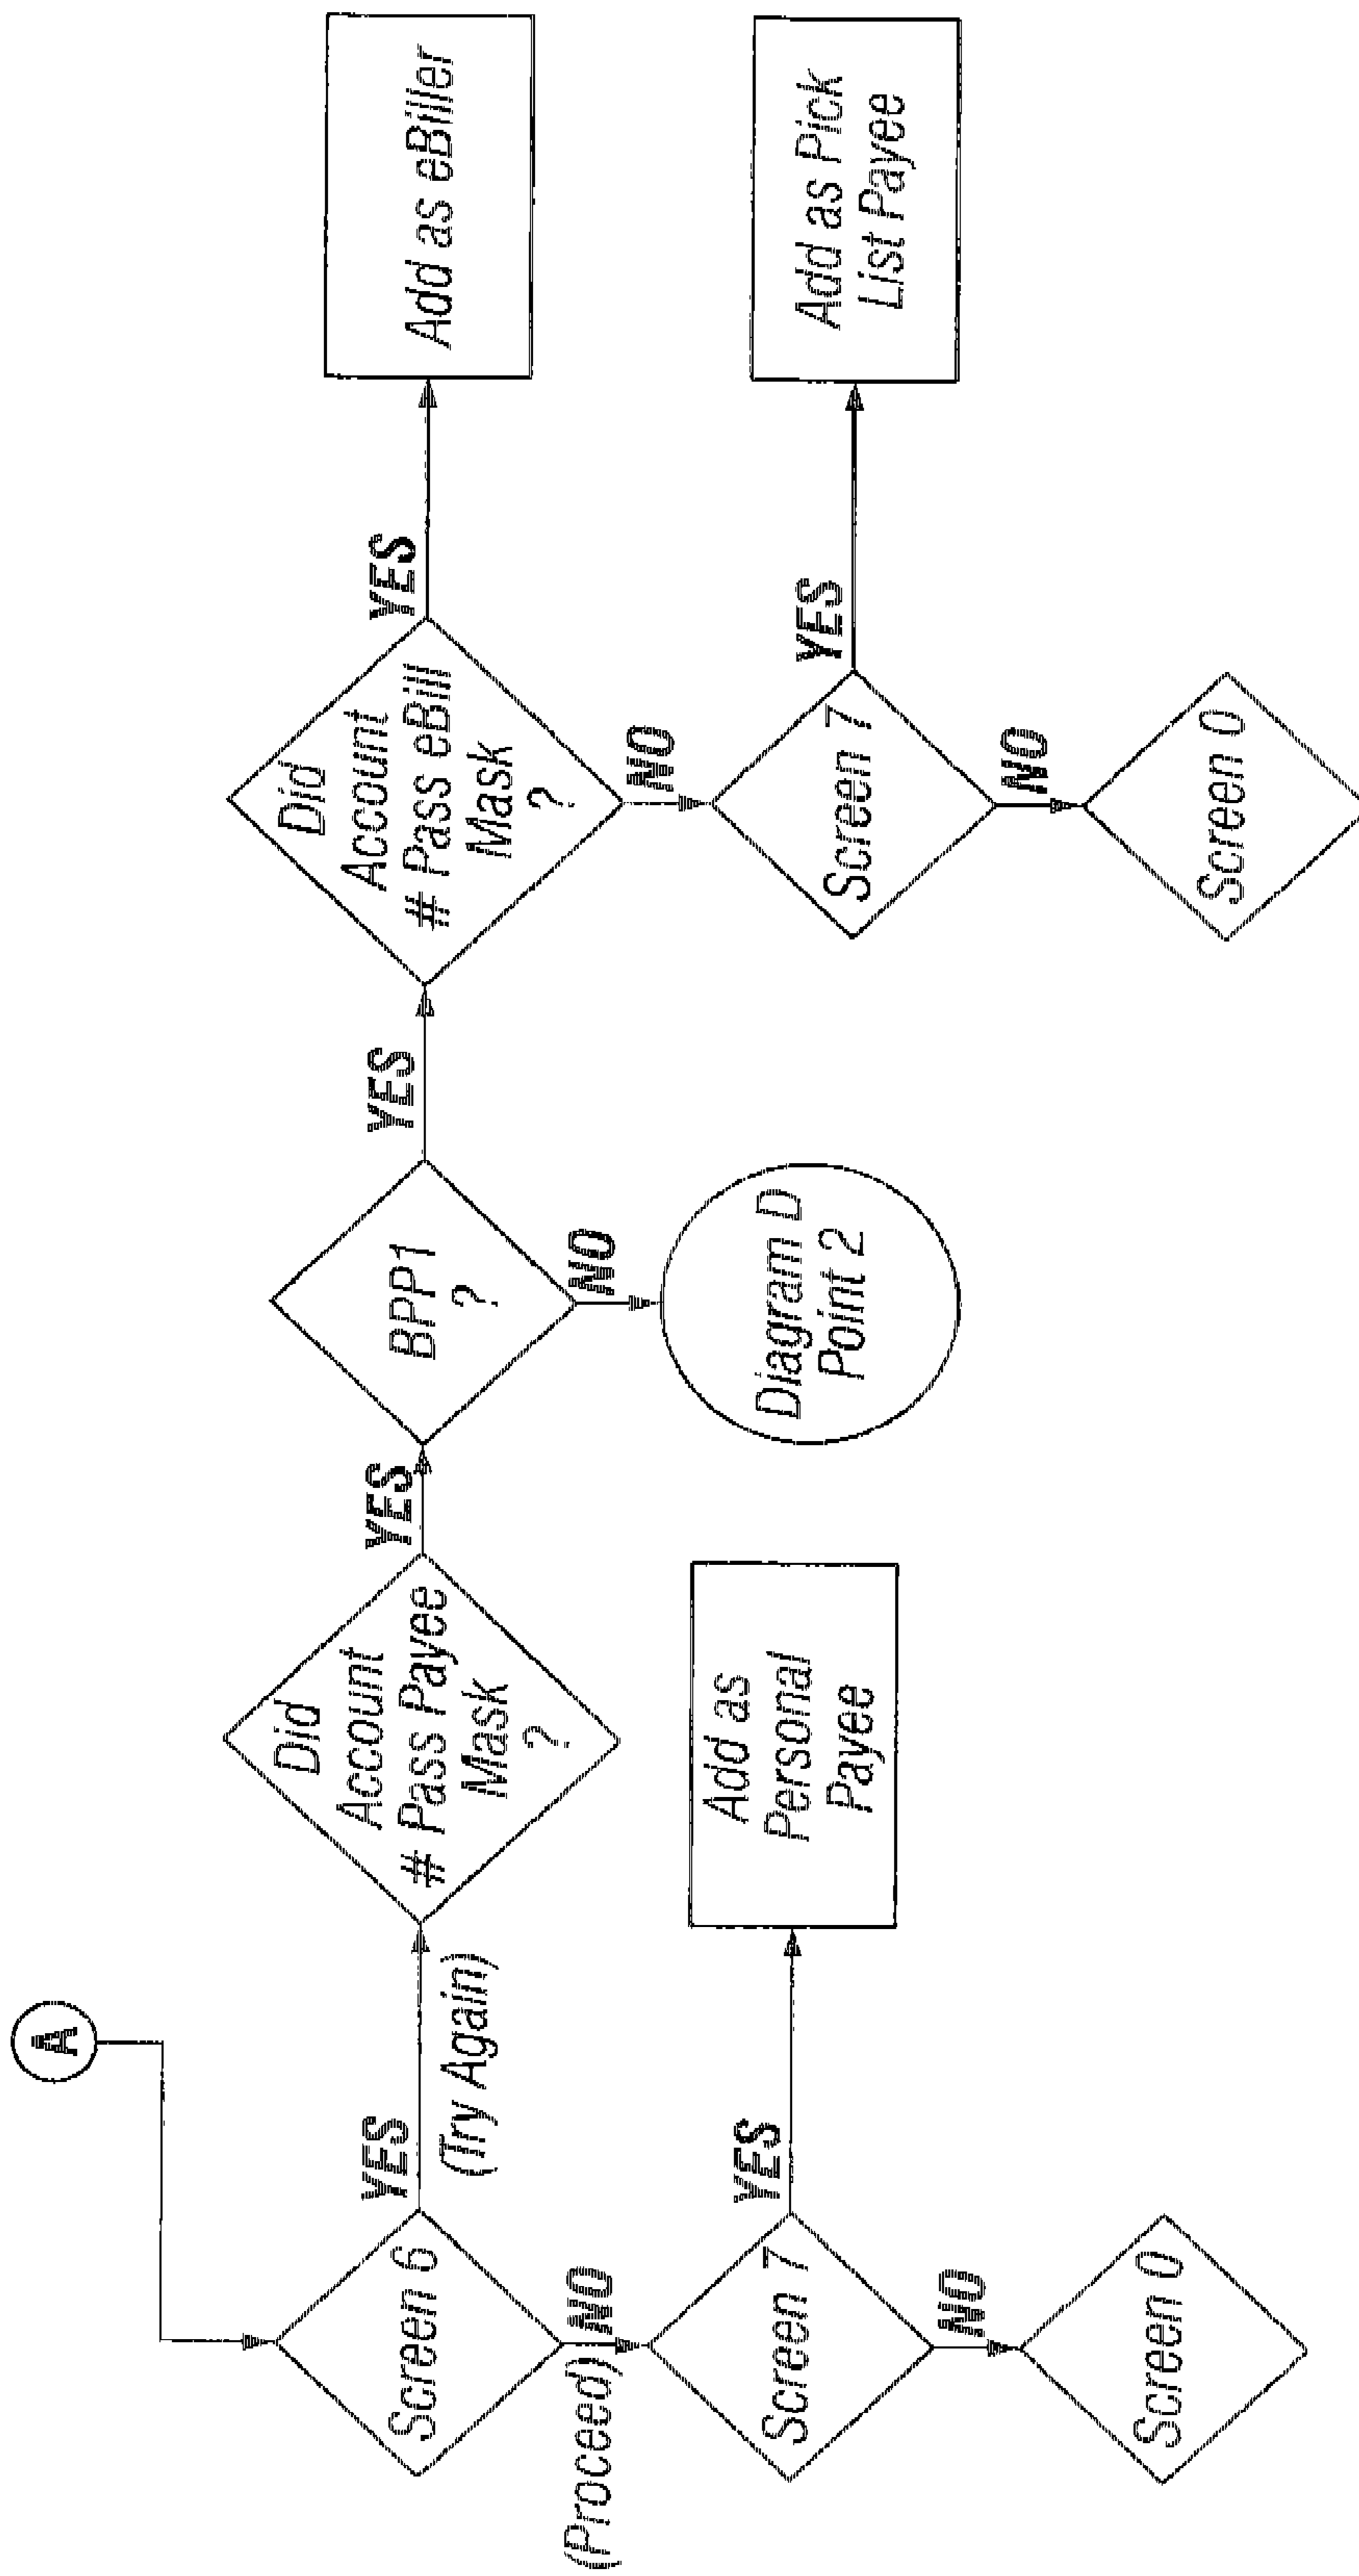 A
Screen 6
YES
(Try Again)
Did
Account
# Pass Payee
Mask
?
YES
BPP1
?
YES
Did
Account
# Pass eBill
Mask
?
YES
Add as eBiller
NO
(Proceed)
Screen 7
YES
Add as
Personal
Payee
NO
Screen 0
NO
Diagram D
Point 2
NO
Screen 7
YES
Add as Pick
List Payee
NO
Screen 0